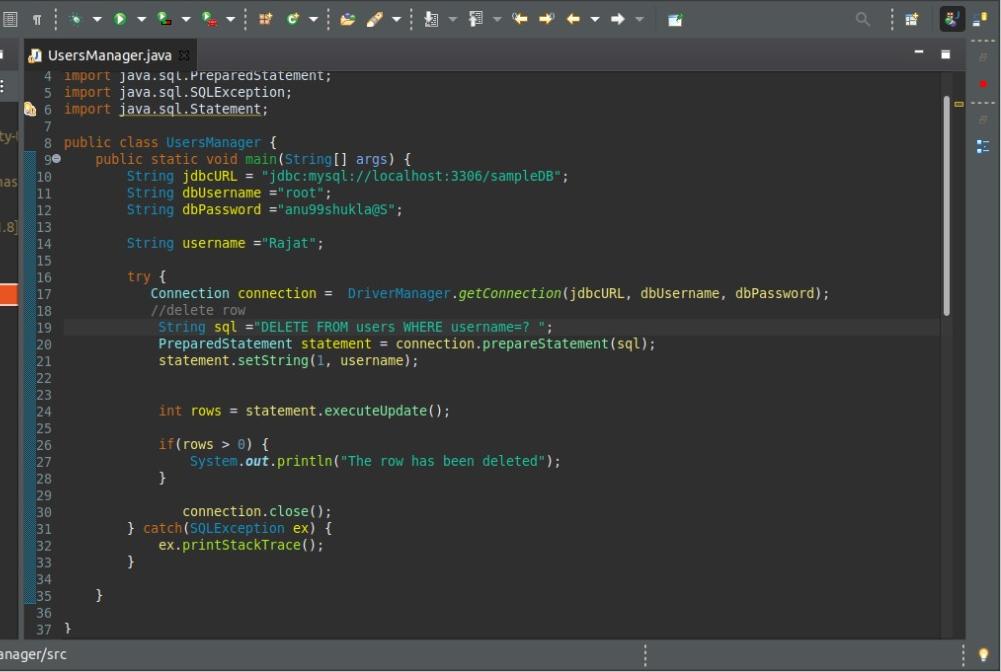 UsersManager.java
4 import java.sql.PreparedStatement;
5 import java.sql.SQLException;
6 import java.sql.Statement;
7
8 public class UsersManager {
9 public static void main(String[] args) {
10 String jdbcURL = "jdbc:mysql://localhost:3306/sampleDB";
11 String dbUsername ="root";
12 String dbPassword ="anu99shukla@S";
13
14 String username ="Rajat";
15
16 try {
17 Connection connection = DriverManager.getConnection(jdbcURL, dbUsername, dbPassword);
18 //delete row
19 String sql ="DELETE FROM users WHERE username=? ";
20 PreparedStatement statement = connection.prepareStatement(sql);
21 statement.setString(1, username);
22
23
24 int rows = statement.executeUpdate();
25
26 if(rows > 0) {
27 System.out.println("The row has been deleted");
28 }
29
30 connection.close();
31 } catch(SQLException ex) {
32 ex.printStackTrace();
33 }
34
35 }
36
37 }
ty-
nas
.8]
anager/src